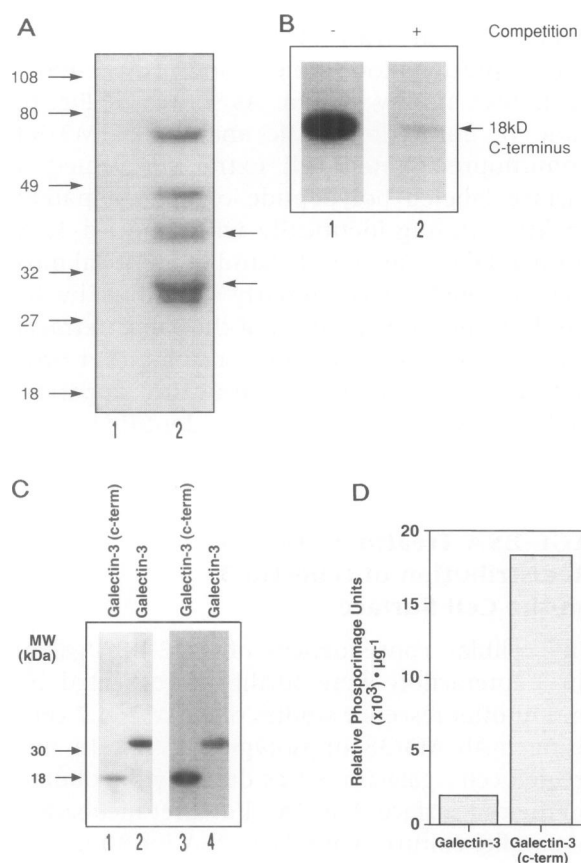 A
108
80
49
32
27
18
1 2
B
- + Competition
18kD
C-terminus
1 2
C
Galectin-3 (c-term)
Galectin-3
Galectin-3 (c-term)
Galectin-3
MW
(kDa)
30
18
1 2 3 4
D
Relative Phosporimage Units
(x10³) • µg⁻¹
20
15
10
5
0
Galectin-3
Galectin-3
(c-term)